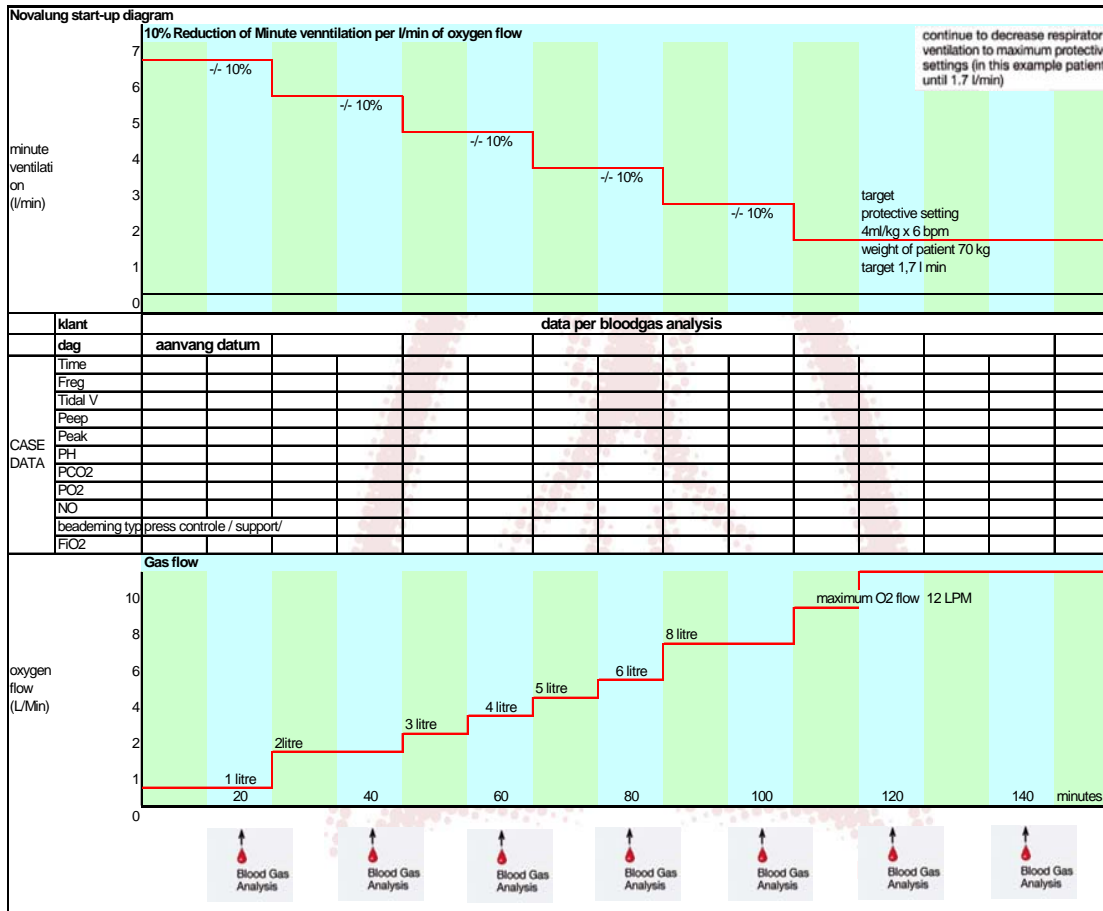 Novalung start-up diagram
10% Reduction of Minute venntilation per l/min of oxygen flow
continue to decrease respirator
ventilation to maximum protectiv
settings (in this example patient
until 1.7 l/min)
7
6
5
4
3
2
1
0
minute
ventilati
on
(l/min)
-/- 10%
-/- 10%
-/- 10%
-/- 10%
-/- 10%
target
protective setting
4ml/kg x 6 bpm
weight of patient 70 kg
target 1,7 l min
klant data per bloodgas analysis
dag aanvang datum
CASE
DATA
Time
Freg
Tidal V
Peep
Peak
PH
PCO2
PO2
NO
beademing typ press controle / support/
FiO2
Gas flow
10
8
6
4
2
1
0
oxygen
flow
(L/Min)
1 litre
2litre
3 litre
4 litre
5 litre
6 litre
8 litre
maximum O2 flow 12 LPM
20 40 60 80 100 120 140 minutes
Blood Gas
Analysis
Blood Gas
Analysis
Blood Gas
Analysis
Blood Gas
Analysis
Blood Gas
Analysis
Blood Gas
Analysis
Blood Gas
Analysis